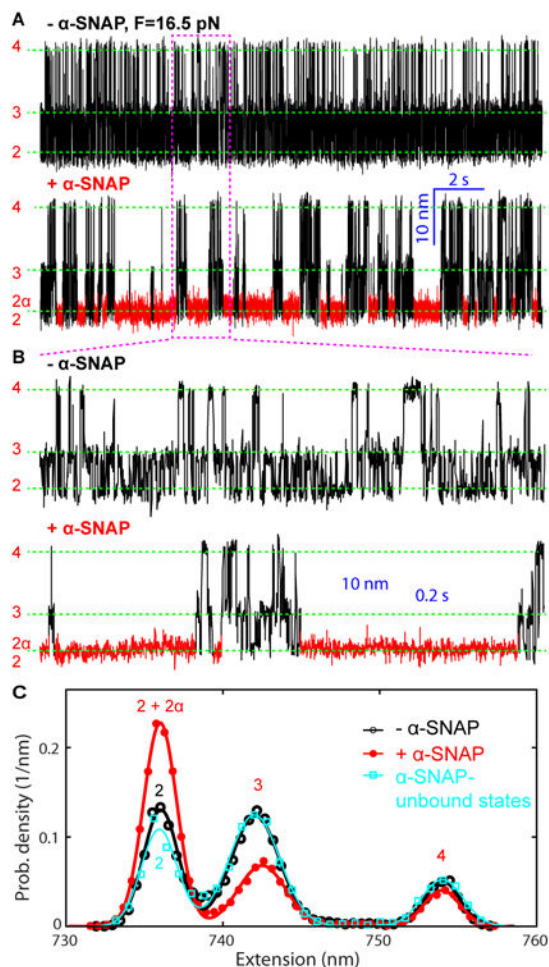 A - α-SNAP, F=16.5 pN
4
3
2
+ α-SNAP
2 s
10 nm
4
3
2α
2
B - α-SNAP
4
3
2
+ α-SNAP
4
10 nm
0.2 s
3
2α
2
C
2 + 2α
- α-SNAP
+ α-SNAP
α-SNAP-
unbound states
0.2
2
3
0.1
2
4
0
730 740 750 760
Prob. density (1/nm)
Extension (nm)